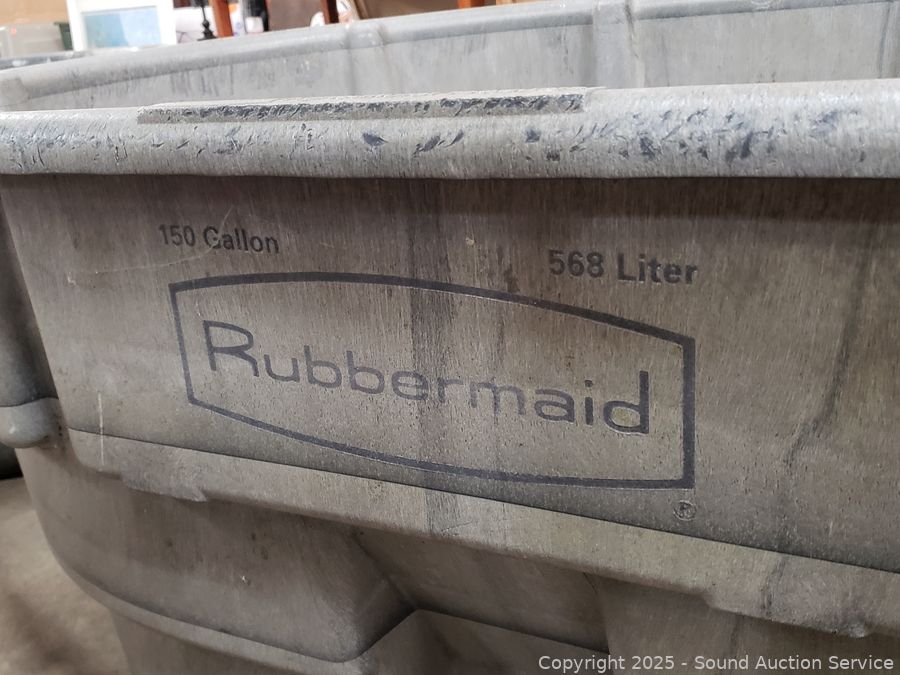 150 Gallon
568 Liter
Rubbermaid
®
Copyright 2025 - Sound Auction Service